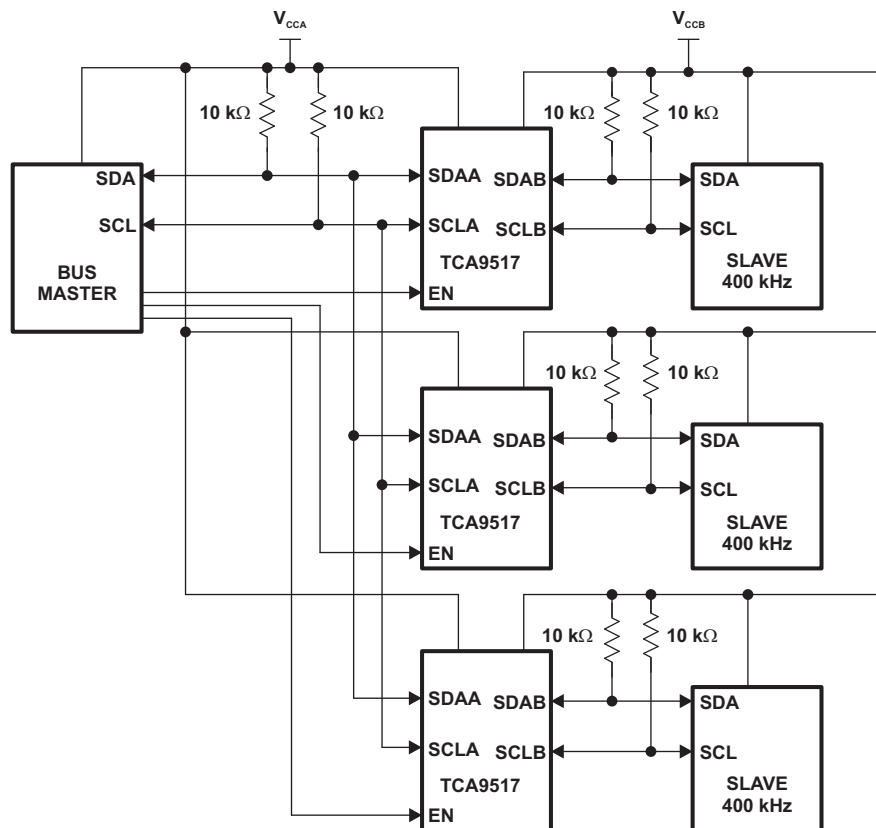 VCCA
VCCB
10 kΩ
10 kΩ
10 kΩ
10 kΩ
SDA
SCL
BUS
MASTER
SDAA
SCLA
TCA9517
EN
SDAB
SCLB
SDA
SCL
SLAVE
400 kHz
10 kΩ
10 kΩ
SDAA
SCLA
TCA9517
EN
SDAB
SCLB
SDA
SCL
SLAVE
400 kHz
10 kΩ
10 kΩ
SDAA
SCLA
TCA9517
EN
SDAB
SCLB
SDA
SCL
SLAVE
400 kHz